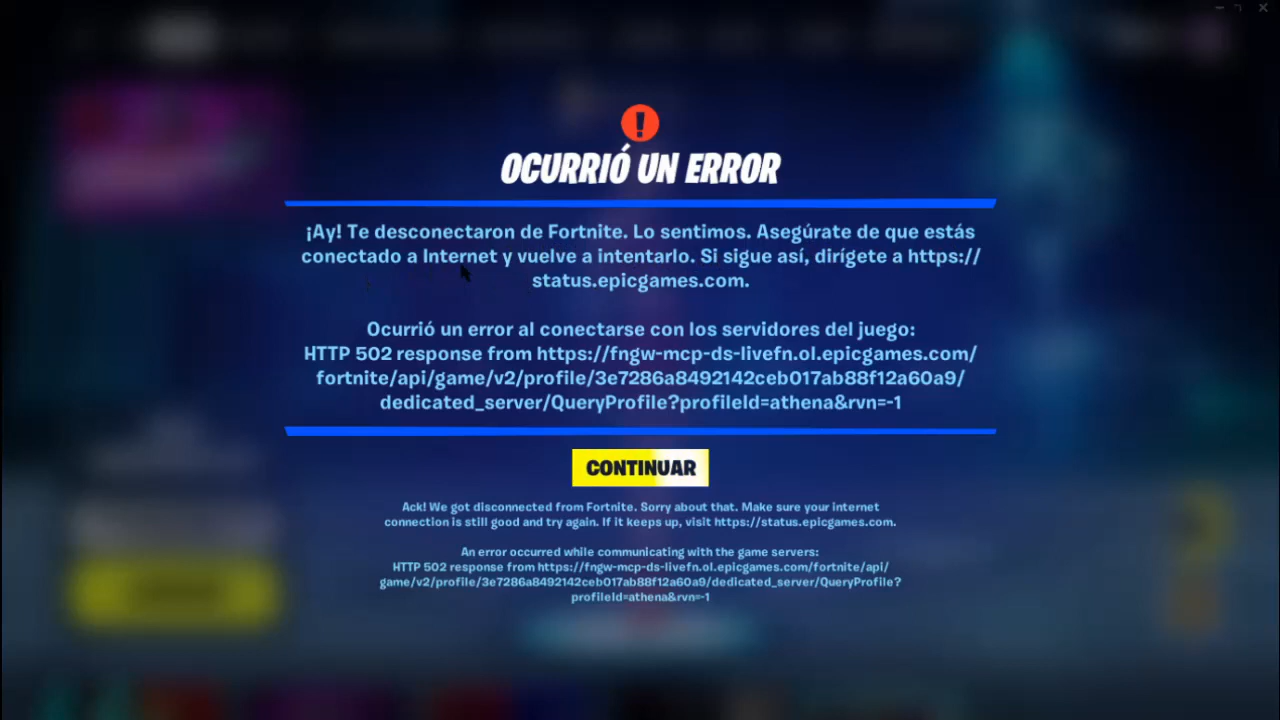 OCURRIÓ UN ERROR
¡Ay! Te desconectaron de Fortnite. Lo sentimos. Asegúrate de que estás
conectado a Internet y vuelve a intentarlo. Si sigue así, dirígete a https://
status.epicgames.com.
Ocurrió un error al conectarse con los servidores del juego:
HTTP 502 response from https://fngw-mcp-ds-livefn.ol.epicgames.com/
fortnite/api/game/v2/profile/3e7286a8492142ceb017ab88f12a60a9/
dedicated_server/QueryProfile?profileId=athena&rvn=-1
CONTINUAR
Ack! We got disconnected from Fortnite. Sorry about that. Make sure your internet
connection is still good and try again. If it keeps up, visit https://status.epicgames.com.
An error occurred while communicating with the game servers:
HTTP 502 response from https://fngw-mcp-ds-livefn.ol.epicgames.com/fortnite/api/
game/v2/profile/3e7286a8492142ceb017ab88f12a60a9/dedicated_server/QueryProfile?
profileId=athena&rvn=-1